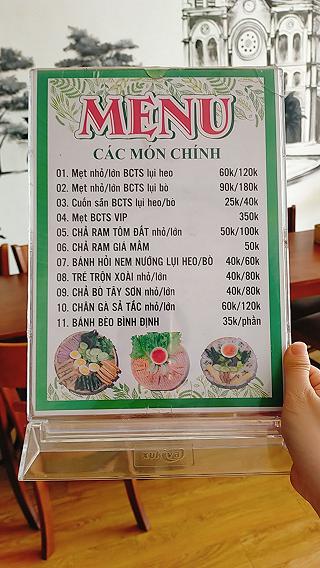 MENU
CÁC MÓN CHÍNH
01. Mẹt nhỏ/lớn BCTS lụi heo 60k/120k
02. Mẹt nhỏ/lớn BCTS lụi bò 90k/180k
03. Cuốn sẵn BCTS lụi heo/bò 25k/40k
04. Mẹt BCTS VIP 350k
05. CHẢ RAM TÔM ĐẤT nhỏ/lớn 50k/100k
06. CHẢ RAM GIÁ MẦM 50k
07. BÁNH HỎI NEM NƯỚNG LỤI HEO/BÒ 40k/60k
08. TRÉ TRỘN XOÀI nhỏ/lớn 40k/80k
09. CHẢ BÒ TÂY SƠN nhỏ/lớn 40k/80k
10. CHÂN GÀ SẢ TẮC nhỏ/lớn 60k/120k
11. BÁNH BÈO BÌNH ĐỊNH 35k/phần